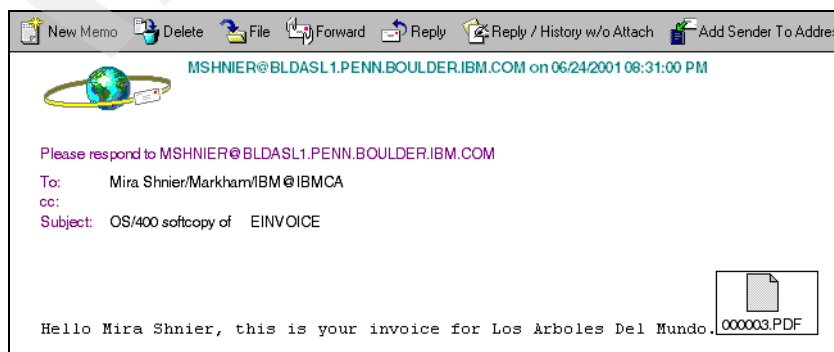 New Memo Delete File Forward Reply Reply / History w/o Attach Add Sender To Addre
MSHNIER@BLDASL1.PENN.BOULDER.IBM.COM on 06/24/2001 08:31:00 PM
Please respond to MSHNIER@BLDASL1.PENN.BOULDER.IBM.COM
To: Mira Shnier/Markham/IBM@IBMCA
cc:
Subject: OS/400 softcopy of EINVOICE
Hello Mira Shnier, this is your invoice for Los Arboles Del Mundo. 000003.PDF